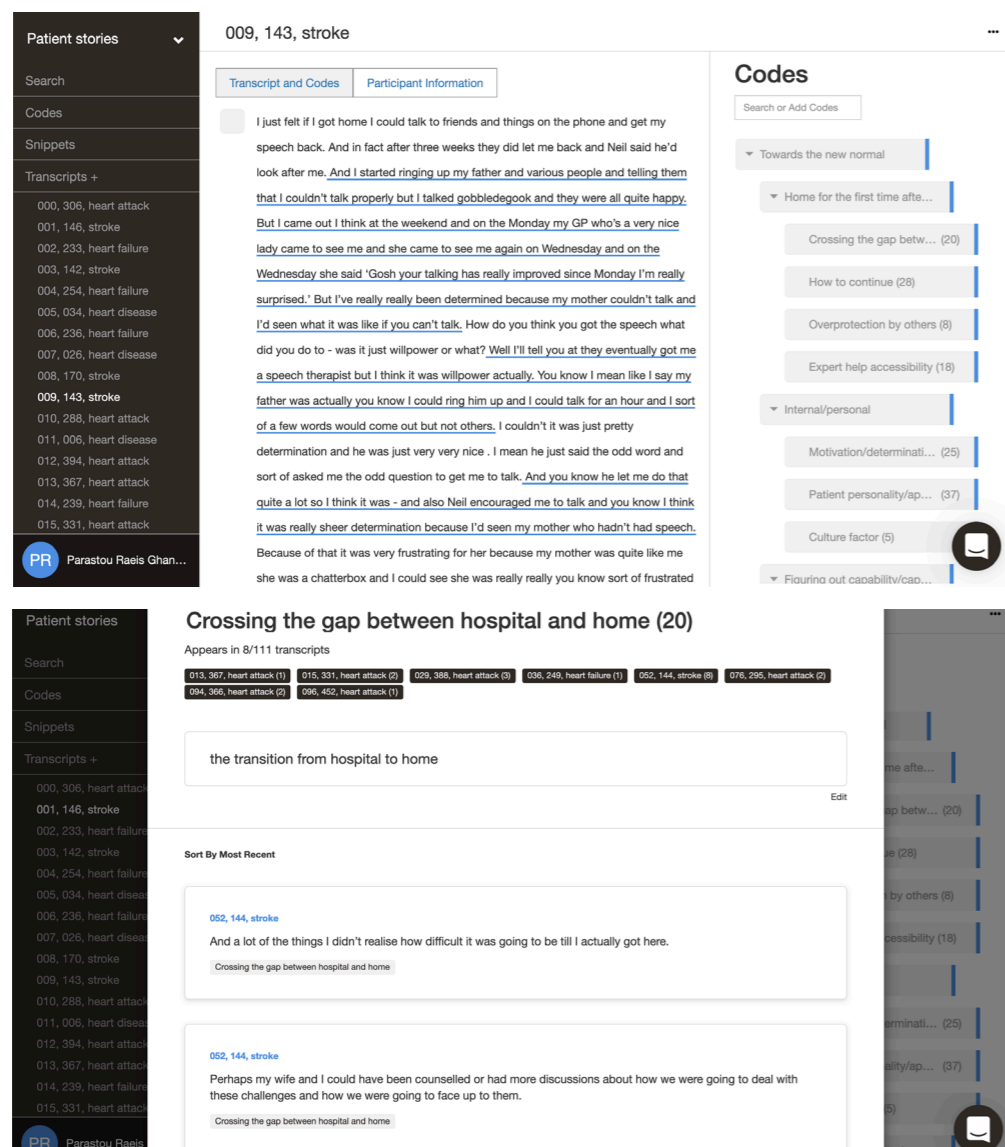 Patient stories
Search
Codes
Snippets
Transcripts +
000, 306, heart attack
001, 146, stroke
002, 233, heart failure
003, 142, stroke
004, 254, heart failure
005, 034, heart disease
006, 236, heart failure
007, 026, heart disease
008, 170, stroke
009, 143, stroke
010, 288, heart attack
011, 006, heart disease
012, 394, heart attack
013, 367, heart attack
014, 239, heart failure
015, 331, heart attack
PR Parastou Raeis Ghan...
009, 143, stroke
Transcript and Codes Participant Information
I just felt if I got home I could talk to friends and things on the phone and get my
speech back. And in fact after three weeks they did let me back and Neil said he'd
look after me. And I started ringing up my father and various people and telling them
that I couldn't talk properly but I talked gobbledegook and they were all quite happy.
But I came out I think at the weekend and on the Monday my GP who's a very nice
lady came to see me and she came to see me again on Wednesday and on the
Wednesday she said 'Gosh your talking has really improved since Monday I'm really
surprised.' But I've really really been determined because my mother couldn't talk and
I'd seen what it was like if you can't talk. How do you think you got the speech what
did you do to - was it just willpower or what? Well I'll tell you at they eventually got me
a speech therapist but I think it was willpower actually. You know I mean like I say my
father was actually you know I could ring him up and I could talk for an hour and I sort
of a few words would come out but not others. I couldn't it was just pretty
determination and he was just very very nice . I mean he just said the odd word and
sort of asked me the odd question to get me to talk. And you know he let me do that
quite a lot so I think it was - and also Neil encouraged me to talk and you know I think
it was really sheer determination because I'd seen my mother who hadn't had speech.
Because of that it was very frustrating for her because my mother was quite like me
she was a chatterbox and I could see she was really really you know sort of frustrated
Codes
Search or Add Codes
Towards the new normal
Home for the first time afte...
Crossing the gap betw... (20)
How to continue (28)
Overprotection by others (8)
Expert help accessibility (18)
Internal/personal
Motivation/determinati... (25)
Patient personality/ap... (37)
Culture factor (5)
Figuring out capability/cap...
Patient stories
Search
Codes
Snippets
Transcripts +
000, 306, heart attack
001, 146, stroke
002, 233, heart failure
003, 142, stroke
004, 254, heart failure
005, 034, heart diseas
006, 236, heart failure
007, 026, heart diseas
008, 170, stroke
009, 143, stroke
010, 288, heart attack
011, 006, heart diseas
012, 394, heart attack
013, 367, heart attack
014, 239, heart failure
015, 331, heart attack
PR Parastou Raeis
Crossing the gap between hospital and home (20)
Appears in 8/111 transcripts
013, 367, heart attack (1) 015, 331, heart attack (2) 029, 388, heart attack (3) 036, 249, heart failure (1) 052, 144, stroke (8) 076, 295, heart attack (2)
094, 366, heart attack (2) 096, 452, heart attack (1)
the transition from hospital to home
Edit
Sort By Most Recent
052, 144, stroke
And a lot of the things I didn't realise how difficult it was going to be till I actually got here.
Crossing the gap between hospital and home
052, 144, stroke
Perhaps my wife and I could have been counselled or had more discussions about how we were going to deal with
these challenges and how we were going to face up to them.
Crossing the gap between hospital and home
me afte...
ap betw... (20)
ue (28)
by others (8)
cessibility (18)
erminati... (25)
ality/ap... (37)
(5)